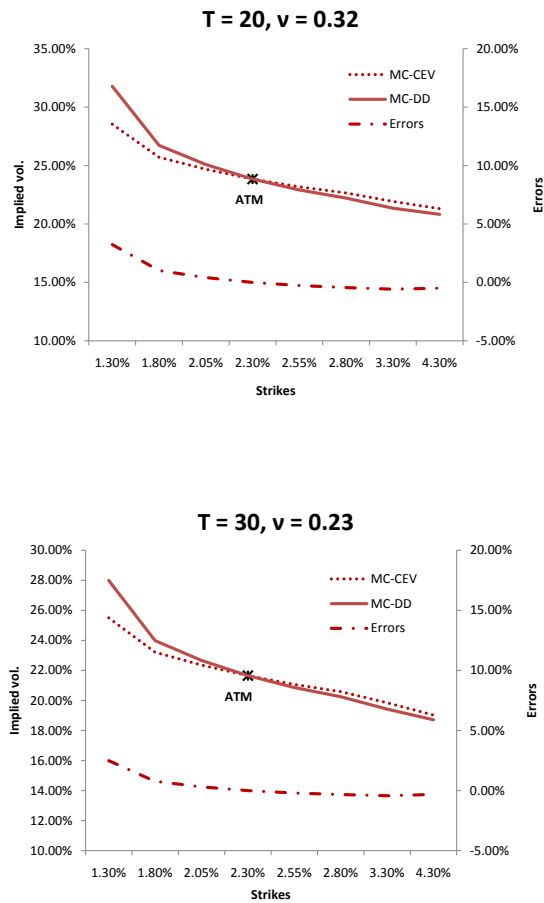 T = 20, ν = 0.32
35.00%
30.00%
25.00%
20.00%
15.00%
10.00%
Implied vol.
20.00%
15.00%
10.00%
5.00%
0.00%
-5.00%
Errors
MC-CEV
MC-DD
Errors
ATM
1.30% 1.80% 2.05% 2.30% 2.55% 2.80% 3.30% 4.30%
Strikes
T = 30, ν = 0.23
30.00%
28.00%
26.00%
24.00%
22.00%
20.00%
18.00%
16.00%
14.00%
12.00%
10.00%
Implied vol.
20.00%
15.00%
10.00%
5.00%
0.00%
-5.00%
Errors
MC-CEV
MC-DD
Errors
ATM
1.30% 1.80% 2.05% 2.30% 2.55% 2.80% 3.30% 4.30%
Strikes